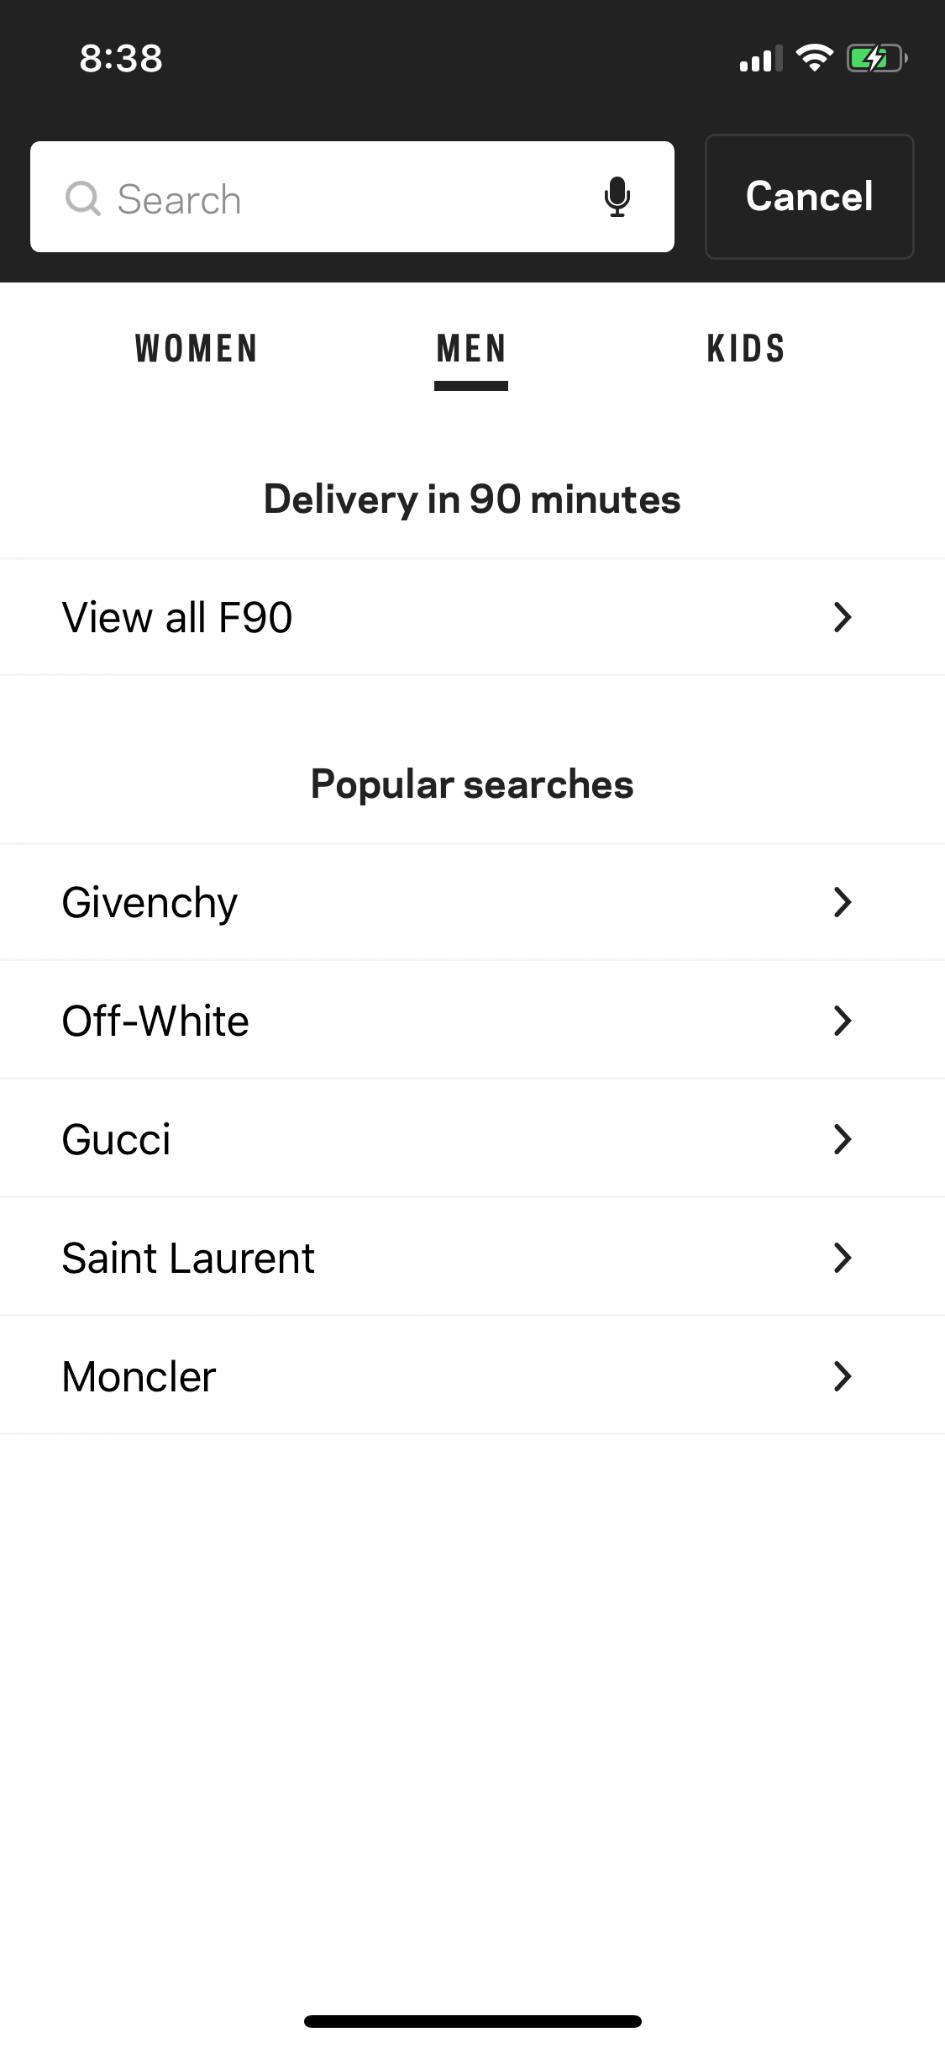 8:38
Search
Cancel
WOMEN MEN KIDS
Delivery in 90 minutes
View all F90
Popular searches
Givenchy
Off-White
Gucci
Saint Laurent
Moncler